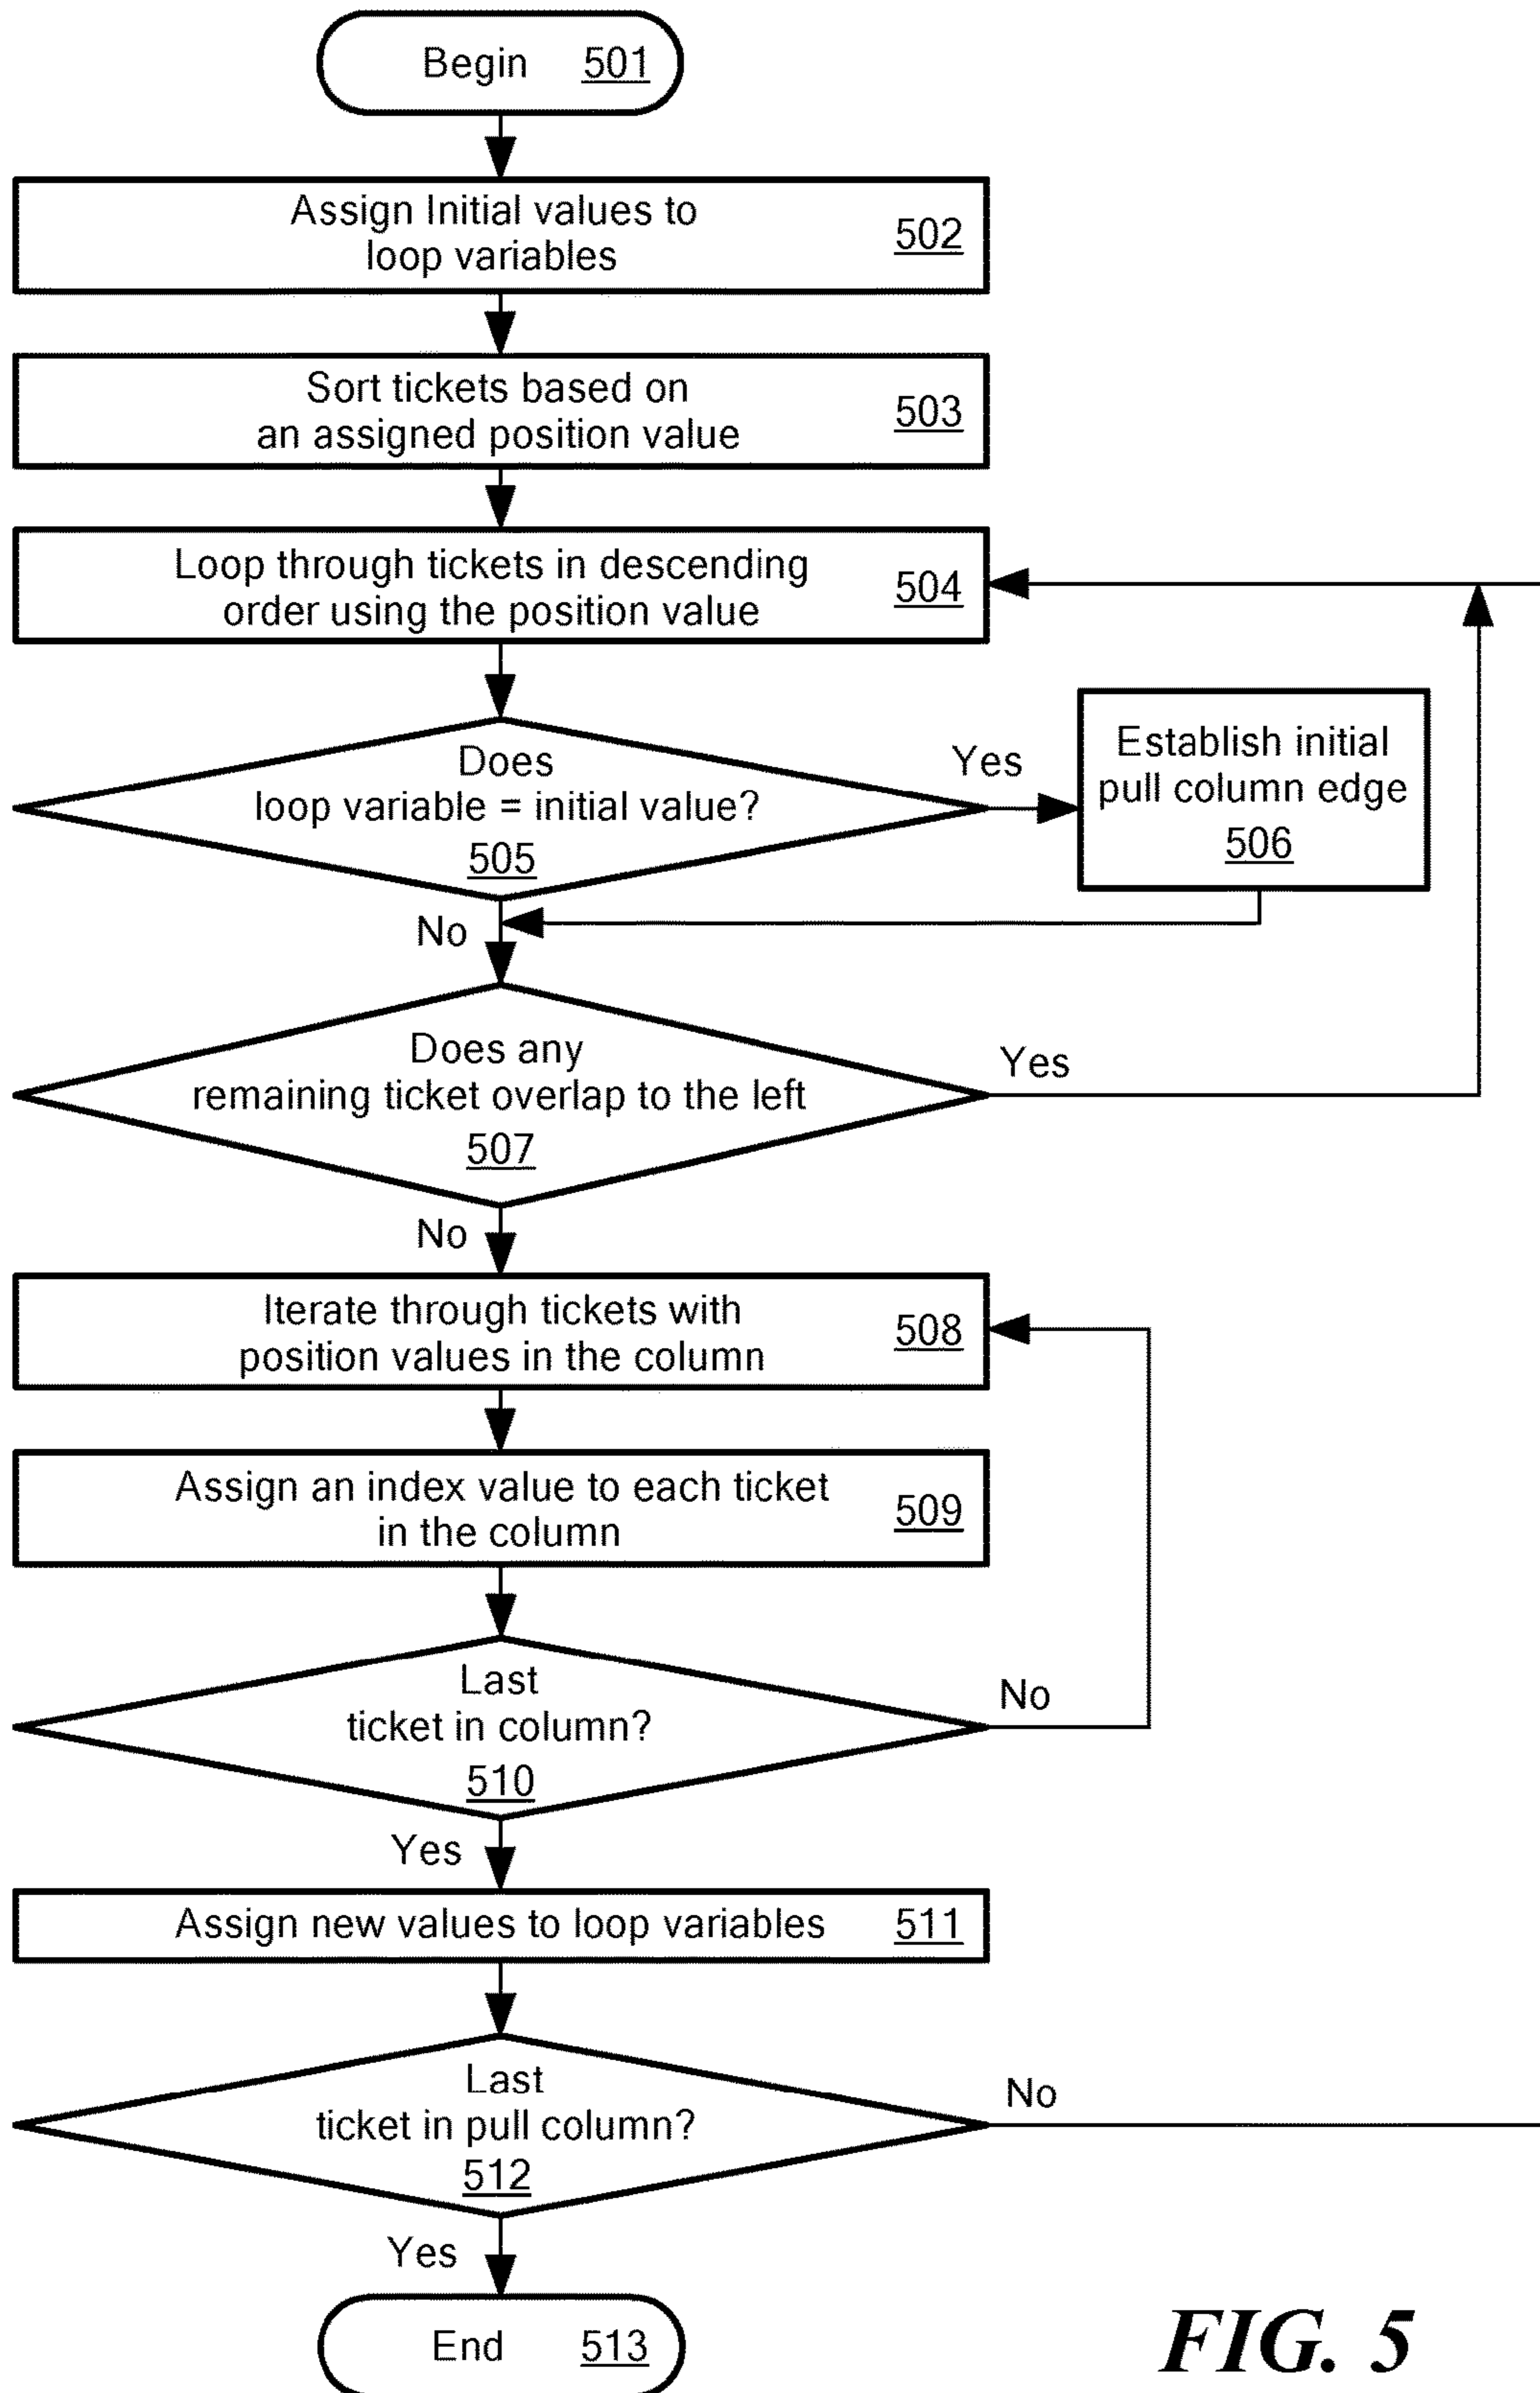 Begin 501
Assign Initial values to
loop variables
502
Sort tickets based on
an assigned position value
503
Loop through tickets in descending
order using the position value
504
Does
loop variable = initial value?
505
Yes
Establish initial
pull column edge
506
No
Does any
remaining ticket overlap to the left
507
Yes
No
Iterate through tickets with
position values in the column
508
Assign an index value to each ticket
in the column
509
Last
ticket in column?
510
No
Yes
Assign new values to loop variables 511
Last
ticket in pull column?
512
No
Yes
End 513
FIG. 5